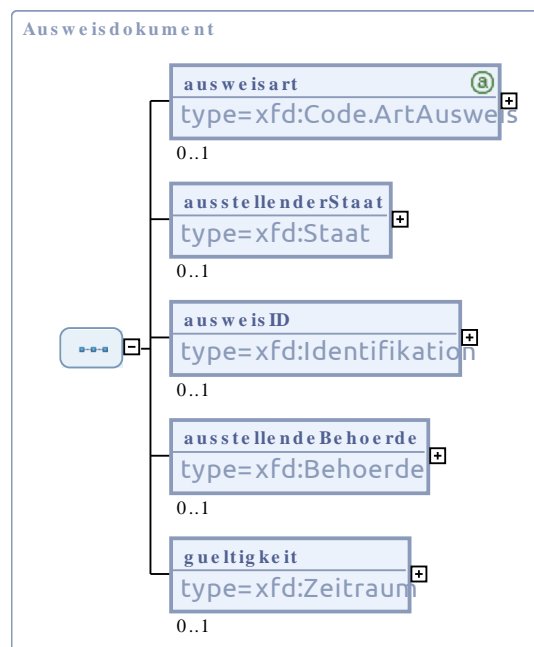 Ausweisdokument
ausweisart
a
type=xfd:Code.ArtAusweis
0..1
ausstellenderStaat
type=xfd:Staat
0..1
ausweisID
type=xfd:Identifikation
0..1
ausstellendeBehoerde
type=xfd:Behoerde
0..1
gueltigkeit
type=xfd:Zeitraum
0..1